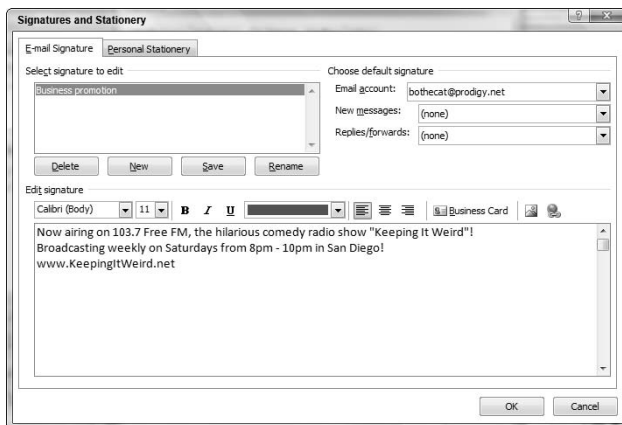 Signatures and Stationery
E-mail Signature Personal Stationery
Select signature to edit
Business promotion
Delete New Save Rename
Choose default signature
Email account: bothecat@prodigy.net
New messages: (none)
Replies/forwards: (none)
Edit signature
Calibri (Body) 11 B I U Business Card
Now airing on 103.7 Free FM, the hilarious comedy radio show "Keeping It Weird"!
Broadcasting weekly on Saturdays from 8pm - 10pm in San Diego!
www.KeepingItWeird.net
OK Cancel